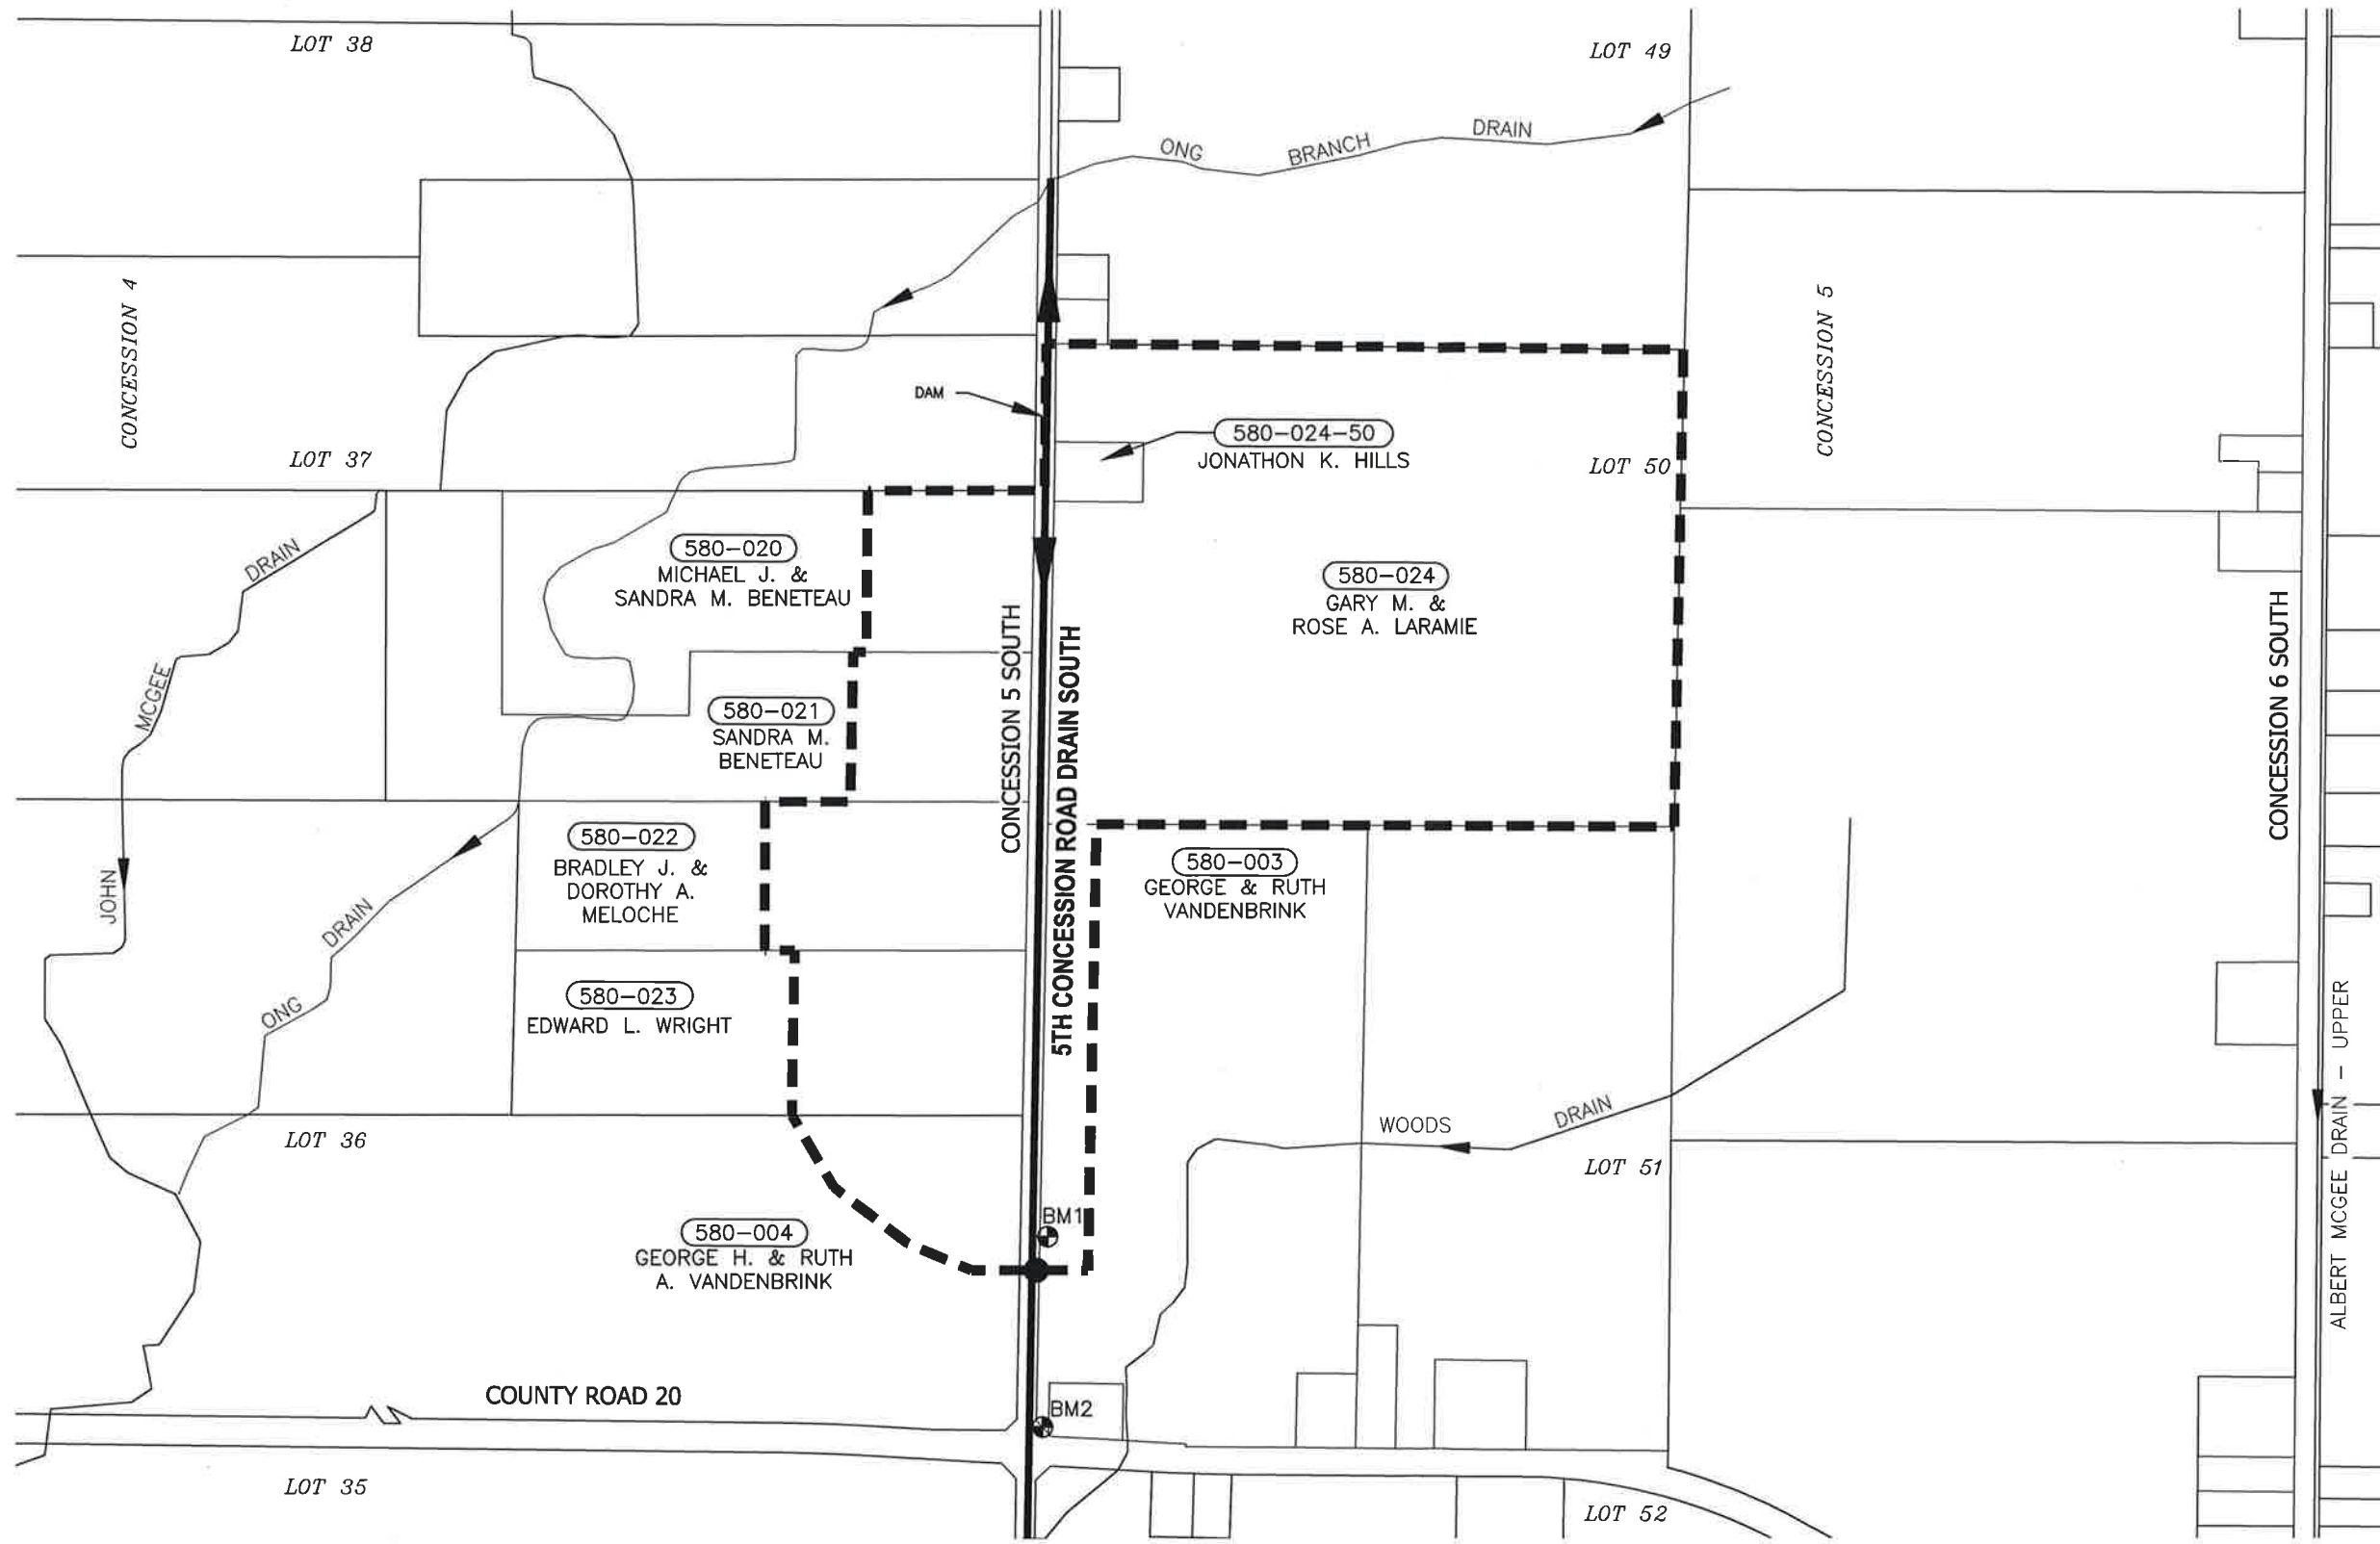 LOT 38
LOT 49
ONG BRANCH DRAIN
CONCESSION 4
CONCESSION 5
DAM
580-024-50
JONATHON K. HILLS
LOT 37
LOT 50
580-020
MICHAEL J. &
SANDRA M. BENETEAU
580-024
GARY M. &
ROSE A. LARAMIE
JOHN MCGEE DRAIN
580-021
SANDRA M.
BENETEAU
CONCESSION 5 SOUTH
5TH CONCESSION ROAD DRAIN SOUTH
CONCESSION 6 SOUTH
580-022
BRADLEY J. &
DOROTHY A.
MELOCHE
580-003
GEORGE & RUTH
VANDENBRINK
ONG DRAIN
580-023
EDWARD L. WRIGHT
WOODS DRAIN
LOT 36
LOT 51
ALBERT MCGEE DRAIN - UPPER
580-004
GEORGE H. & RUTH
A. VANDENBRINK
BM1
COUNTY ROAD 20
BM2
LOT 35
LOT 52